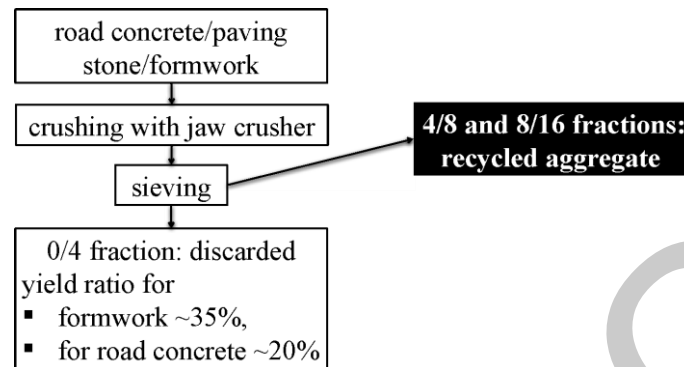 road concrete/paving
stone/formwork
crushing with jaw crusher
4/8 and 8/16 fractions:
recycled aggregate
sieving
0/4 fraction: discarded
yield ratio for
▪ formwork ~35%,
▪ for road concrete ~20%